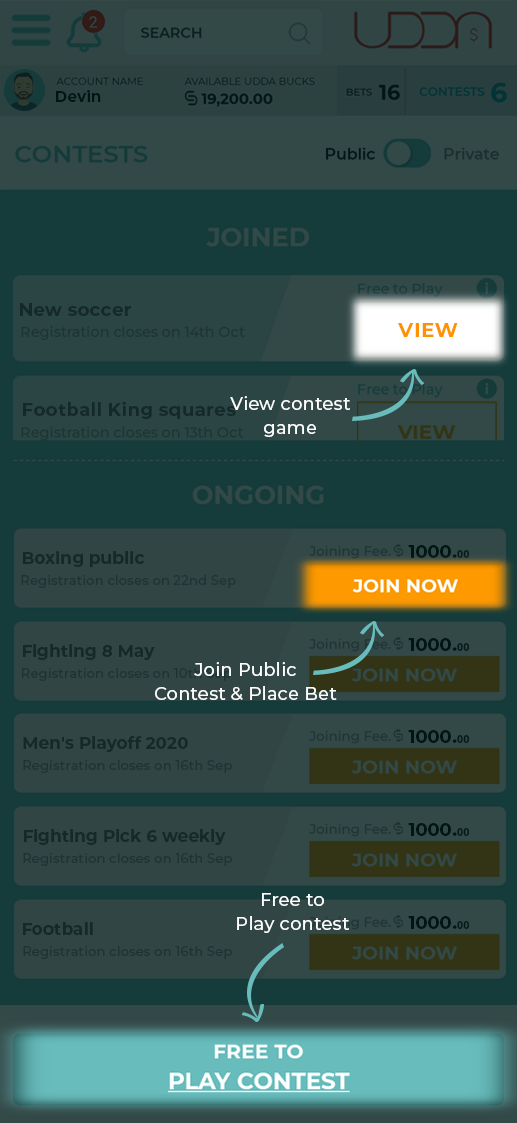 2
SEARCH
UDDA $
ACCOUNT NAME
Devin
AVAILABLE UDDA BUCKS
19,200.00
BETS 16
CONTESTS 6
CONTESTS
Public
Private
JOINED
New soccer
Registration closes on 14th Oct
Free to Play
i
VIEW
View contest
game
Football King squares
Registration closes on 13th Oct
Free to Play
i
VIEW
ONGOING
Boxing public
Registration closes on 22nd Sep
Joining Fee. 1000.00
JOIN NOW
Join Public
Contest & Place Bet
Fighting 8 May
Registration closes on 10th
Joining Fee. 1000.00
JOIN NOW
Men's Playoff 2020
Registration closes on 16th Sep
Joining Fee. 1000.00
JOIN NOW
Fighting Pick 6 weekly
Registration closes on 16th Sep
Joining Fee. 1000.00
JOIN NOW
Free to
Play contest
Football
Registration closes on 16th Sep
Fee. 1000.00
JOIN NOW
FREE TO
PLAY CONTEST